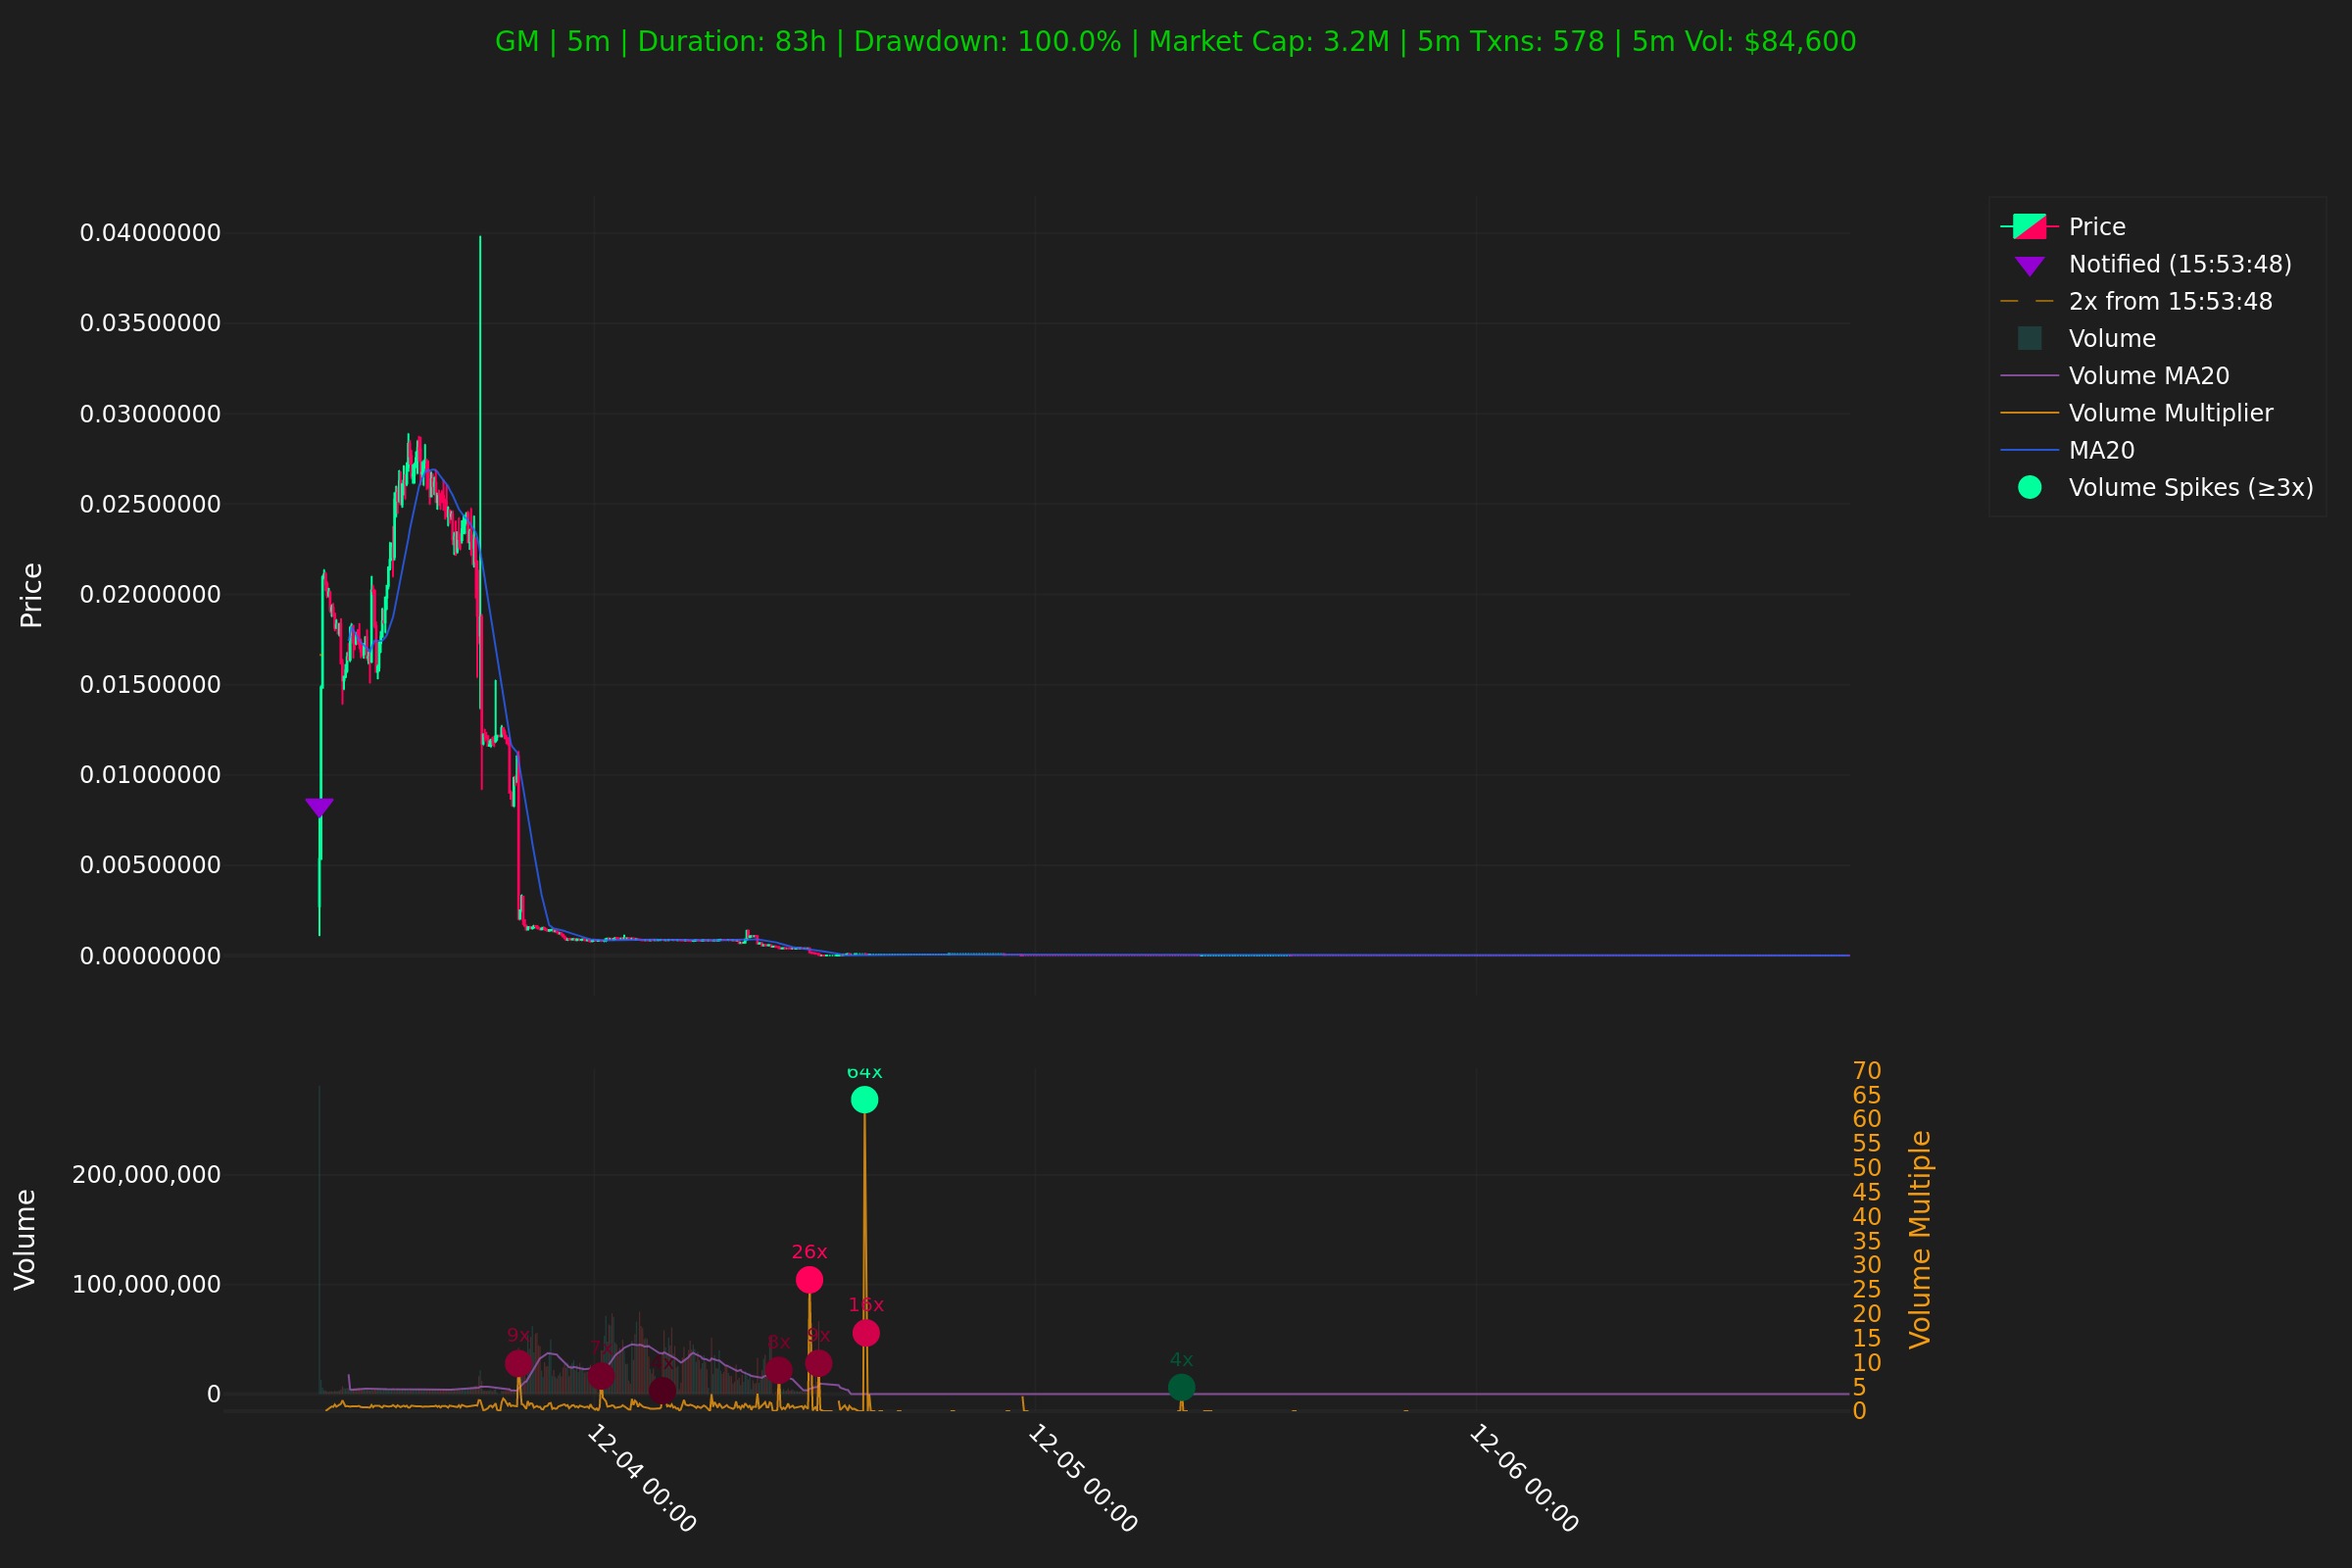 GM | 5m | Duration: 83h | Drawdown: 100.0% | Market Cap: 3.2M | 5m Txns: 578 | 5m Vol: $84,600
Price
0.04000000
0.03500000
0.03000000
0.02500000
0.02000000
0.01500000
0.01000000
0.00500000
0.00000000
Price
Notified (15:53:48)
2x from 15:53:48
Volume
Volume MA20
Volume Multiplier
MA20
Volume Spikes (≥3x)
Volume
200,000,000
100,000,000
0
64x
26x
16x
9x
7x
8x
9x
4x
70
65
60
55
50
45
40
35
30
25
20
15
10
5
0
Volume Multiple
12-04 00:00
12-05 00:00
12-06 00:00